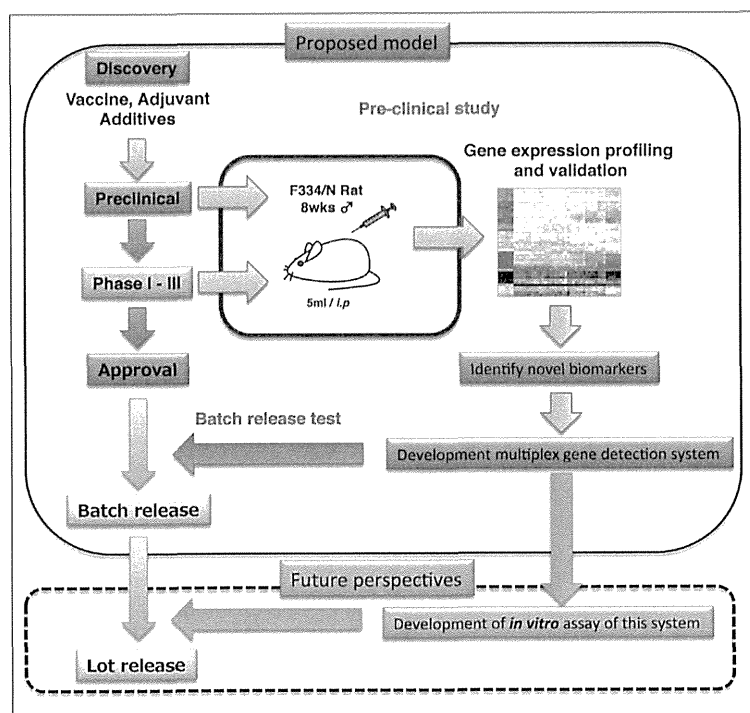 Proposed model
Discovery
Vaccine, Adjuvant
Additives
Pre-clinical study
Preclinical
F334/N Rat
8wks ♂
5ml / i.p
Gene expression profiling
and validation
Phase I - III
Approval
Identify novel biomarkers
Batch release test
Development multiplex gene detection system
Batch release
Future perspectives
Development of in vitro assay of this system
Lot release